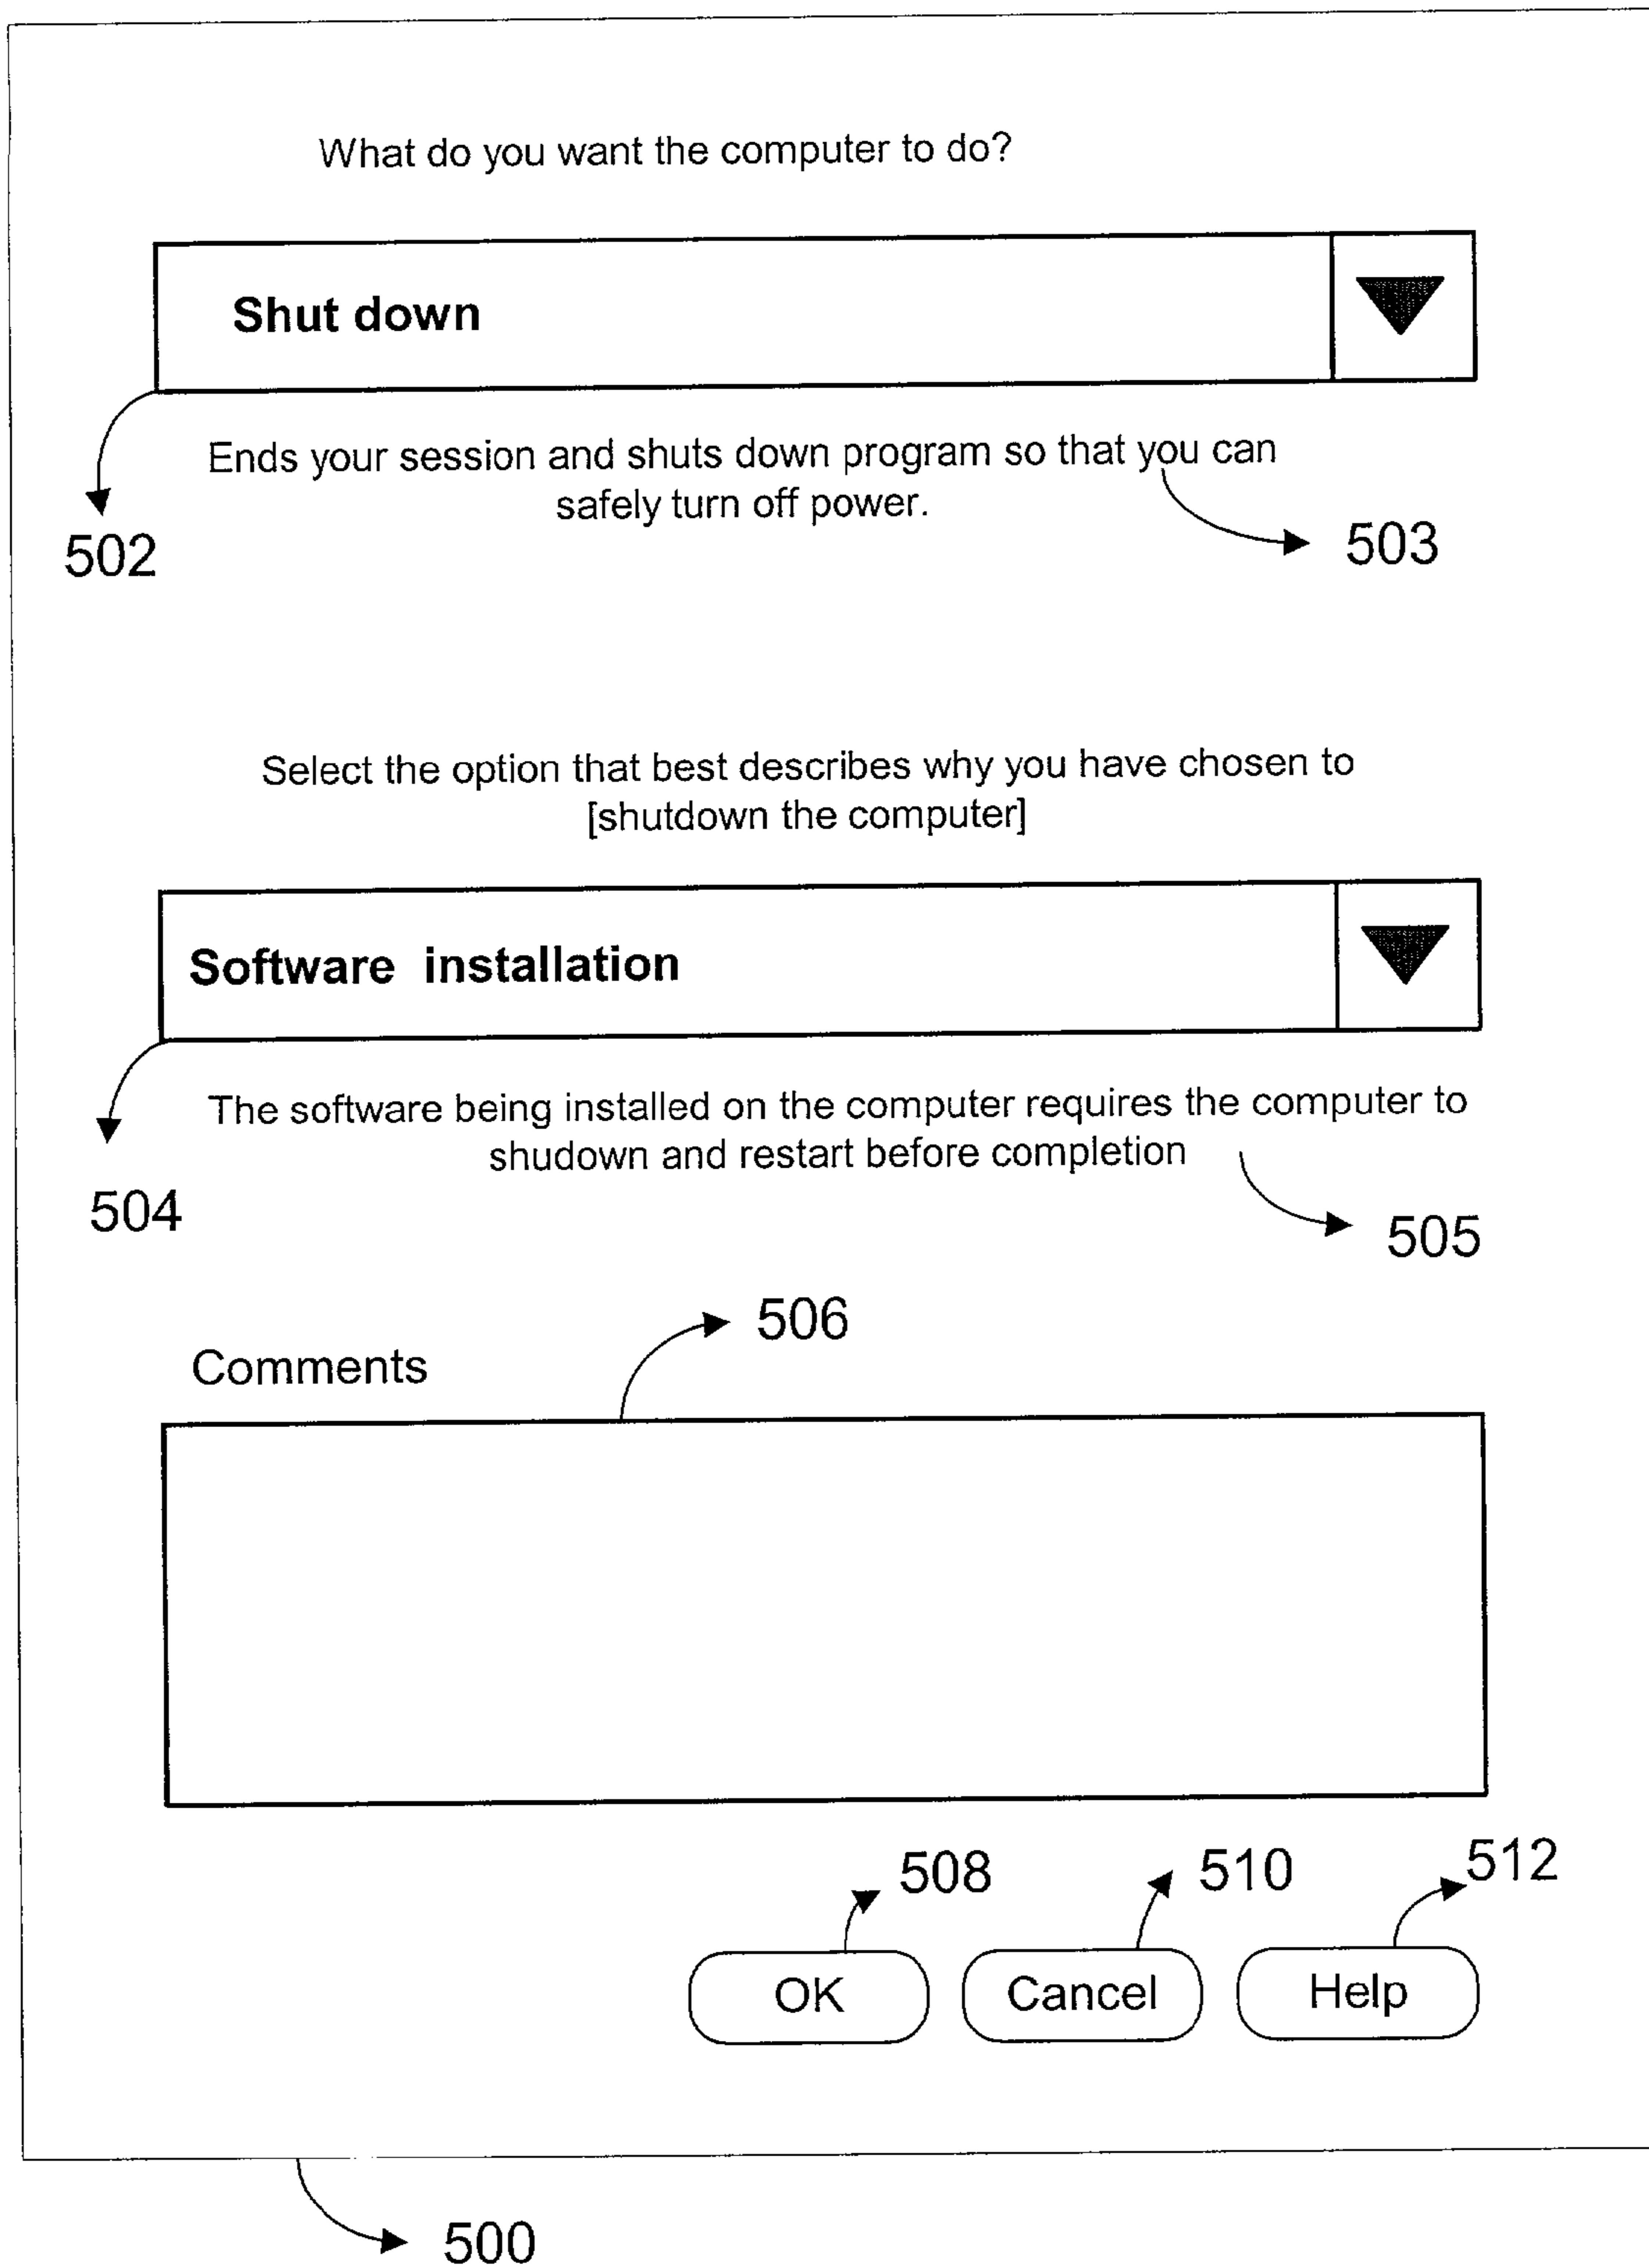 What do you want the computer to do?
Shut down
Ends your session and shuts down program so that you can
safely turn off power.
502
503
Select the option that best describes why you have chosen to
[shutdown the computer]
Software installation
The software being installed on the computer requires the computer to
shudown and restart before completion
504
505
506
Comments
508
510
512
OK
Cancel
Help
500